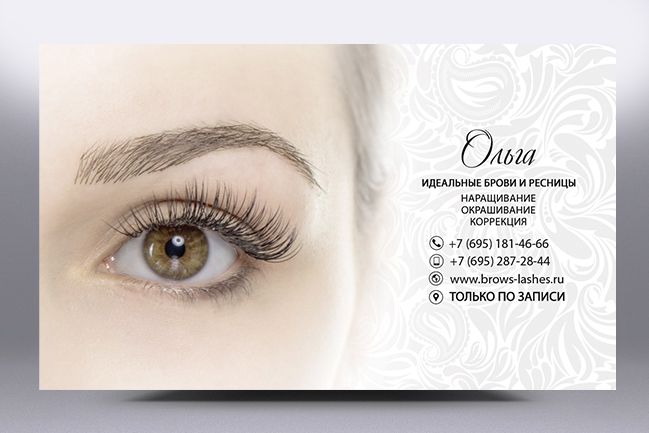 Ольга
ИДЕАЛЬНЫЕ БРОВИ И РЕСНИЦЫ
НАРАЩИВАНИЕ
ОКРАШИВАНИЕ
КОРРЕКЦИЯ
+7 (695) 181-46-66
+7 (695) 287-28-44
www.brows-lashes.ru
ТОЛЬКО ПО ЗАПИСИ